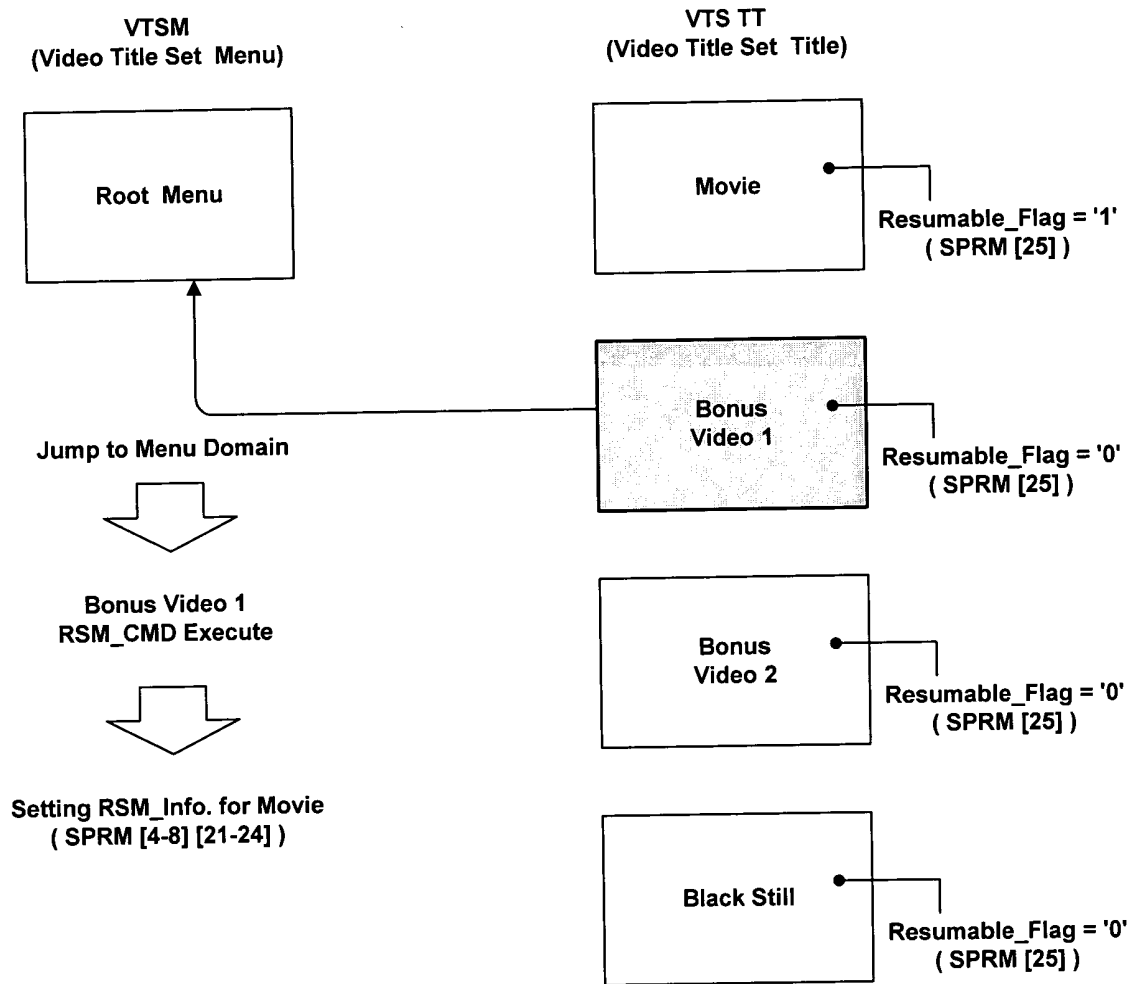 VTSM
(Video Title Set Menu)
VTS TT
(Video Title Set Title)
Root Menu
Movie
Resumable_Flag = '1'
( SPRM [25] )
Bonus
Video 1
Resumable_Flag = '0'
( SPRM [25] )
Jump to Menu Domain
Bonus Video 1
RSM_CMD Execute
Bonus
Video 2
Resumable_Flag = '0'
( SPRM [25] )
Setting RSM_Info. for Movie
( SPRM [4-8] [21-24] )
Black Still
Resumable_Flag = '0'
( SPRM [25] )